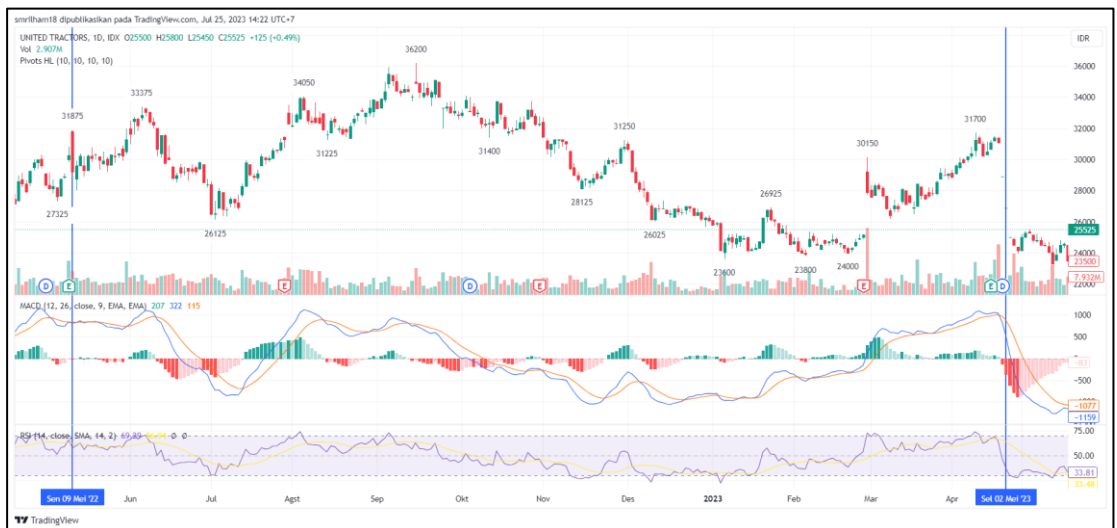 smrilham18 dipublikasikan pada TradingView.com, Jul 25, 2023 14:22 UTC+7
UNITED TRACTORS, 1D, IDX O25500 H25800 L25450 C25525 +125 (+0.49%)
IDR
Vol 2.907M
Pivots HL (10, 10, 10, 10)
36200
36000
33375
34050
34000
31875
31250
31700
32000
31225
31400
30150
30000
27325
28125
26925
28000
26125
26025
26000
25525
23600
23800
24000
24000
23500
7.932M
22000
D
E
E
D
E
E
E
D
MACD (12, 26, close, 9, EMA, EMA) 207 322 115
1000
500
0
-83
-500
-1077
-1159
RSI (14, close, SMA, 14, 2) Ø Ø
75.00
50.00
33.81
33.48
Sen 09 Mei '22
Jun
Jul
Agst
Sep
Okt
Nov
Des
2023
Feb
Mar
Apr
Sel 02 Mei '23
TradingView